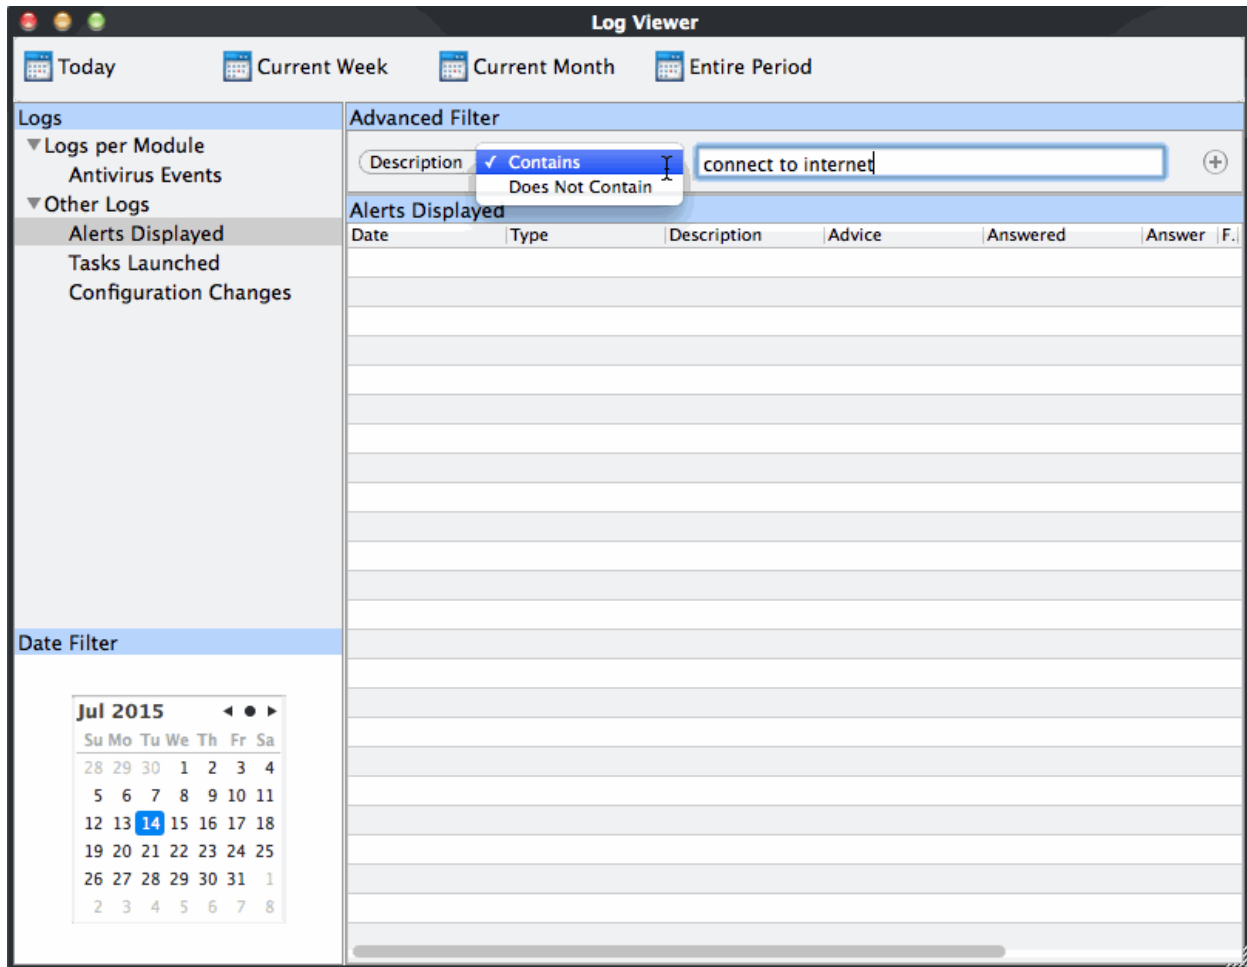 Log Viewer
Today Current Week Current Month Entire Period
Logs
Logs per Module
Antivirus Events
Other Logs
Alerts Displayed
Tasks Launched
Configuration Changes
Advanced Filter
Description ✓ Contains connect to internet
Does Not Contain
Alerts Displayed
Date Type Description Advice Answered Answer F.
Date Filter
Jul 2015
Su Mo Tu We Th Fr Sa
28 29 30 1 2 3 4
5 6 7 8 9 10 11
12 13 14 15 16 17 18
19 20 21 22 23 24 25
26 27 28 29 30 31 1
2 3 4 5 6 7 8